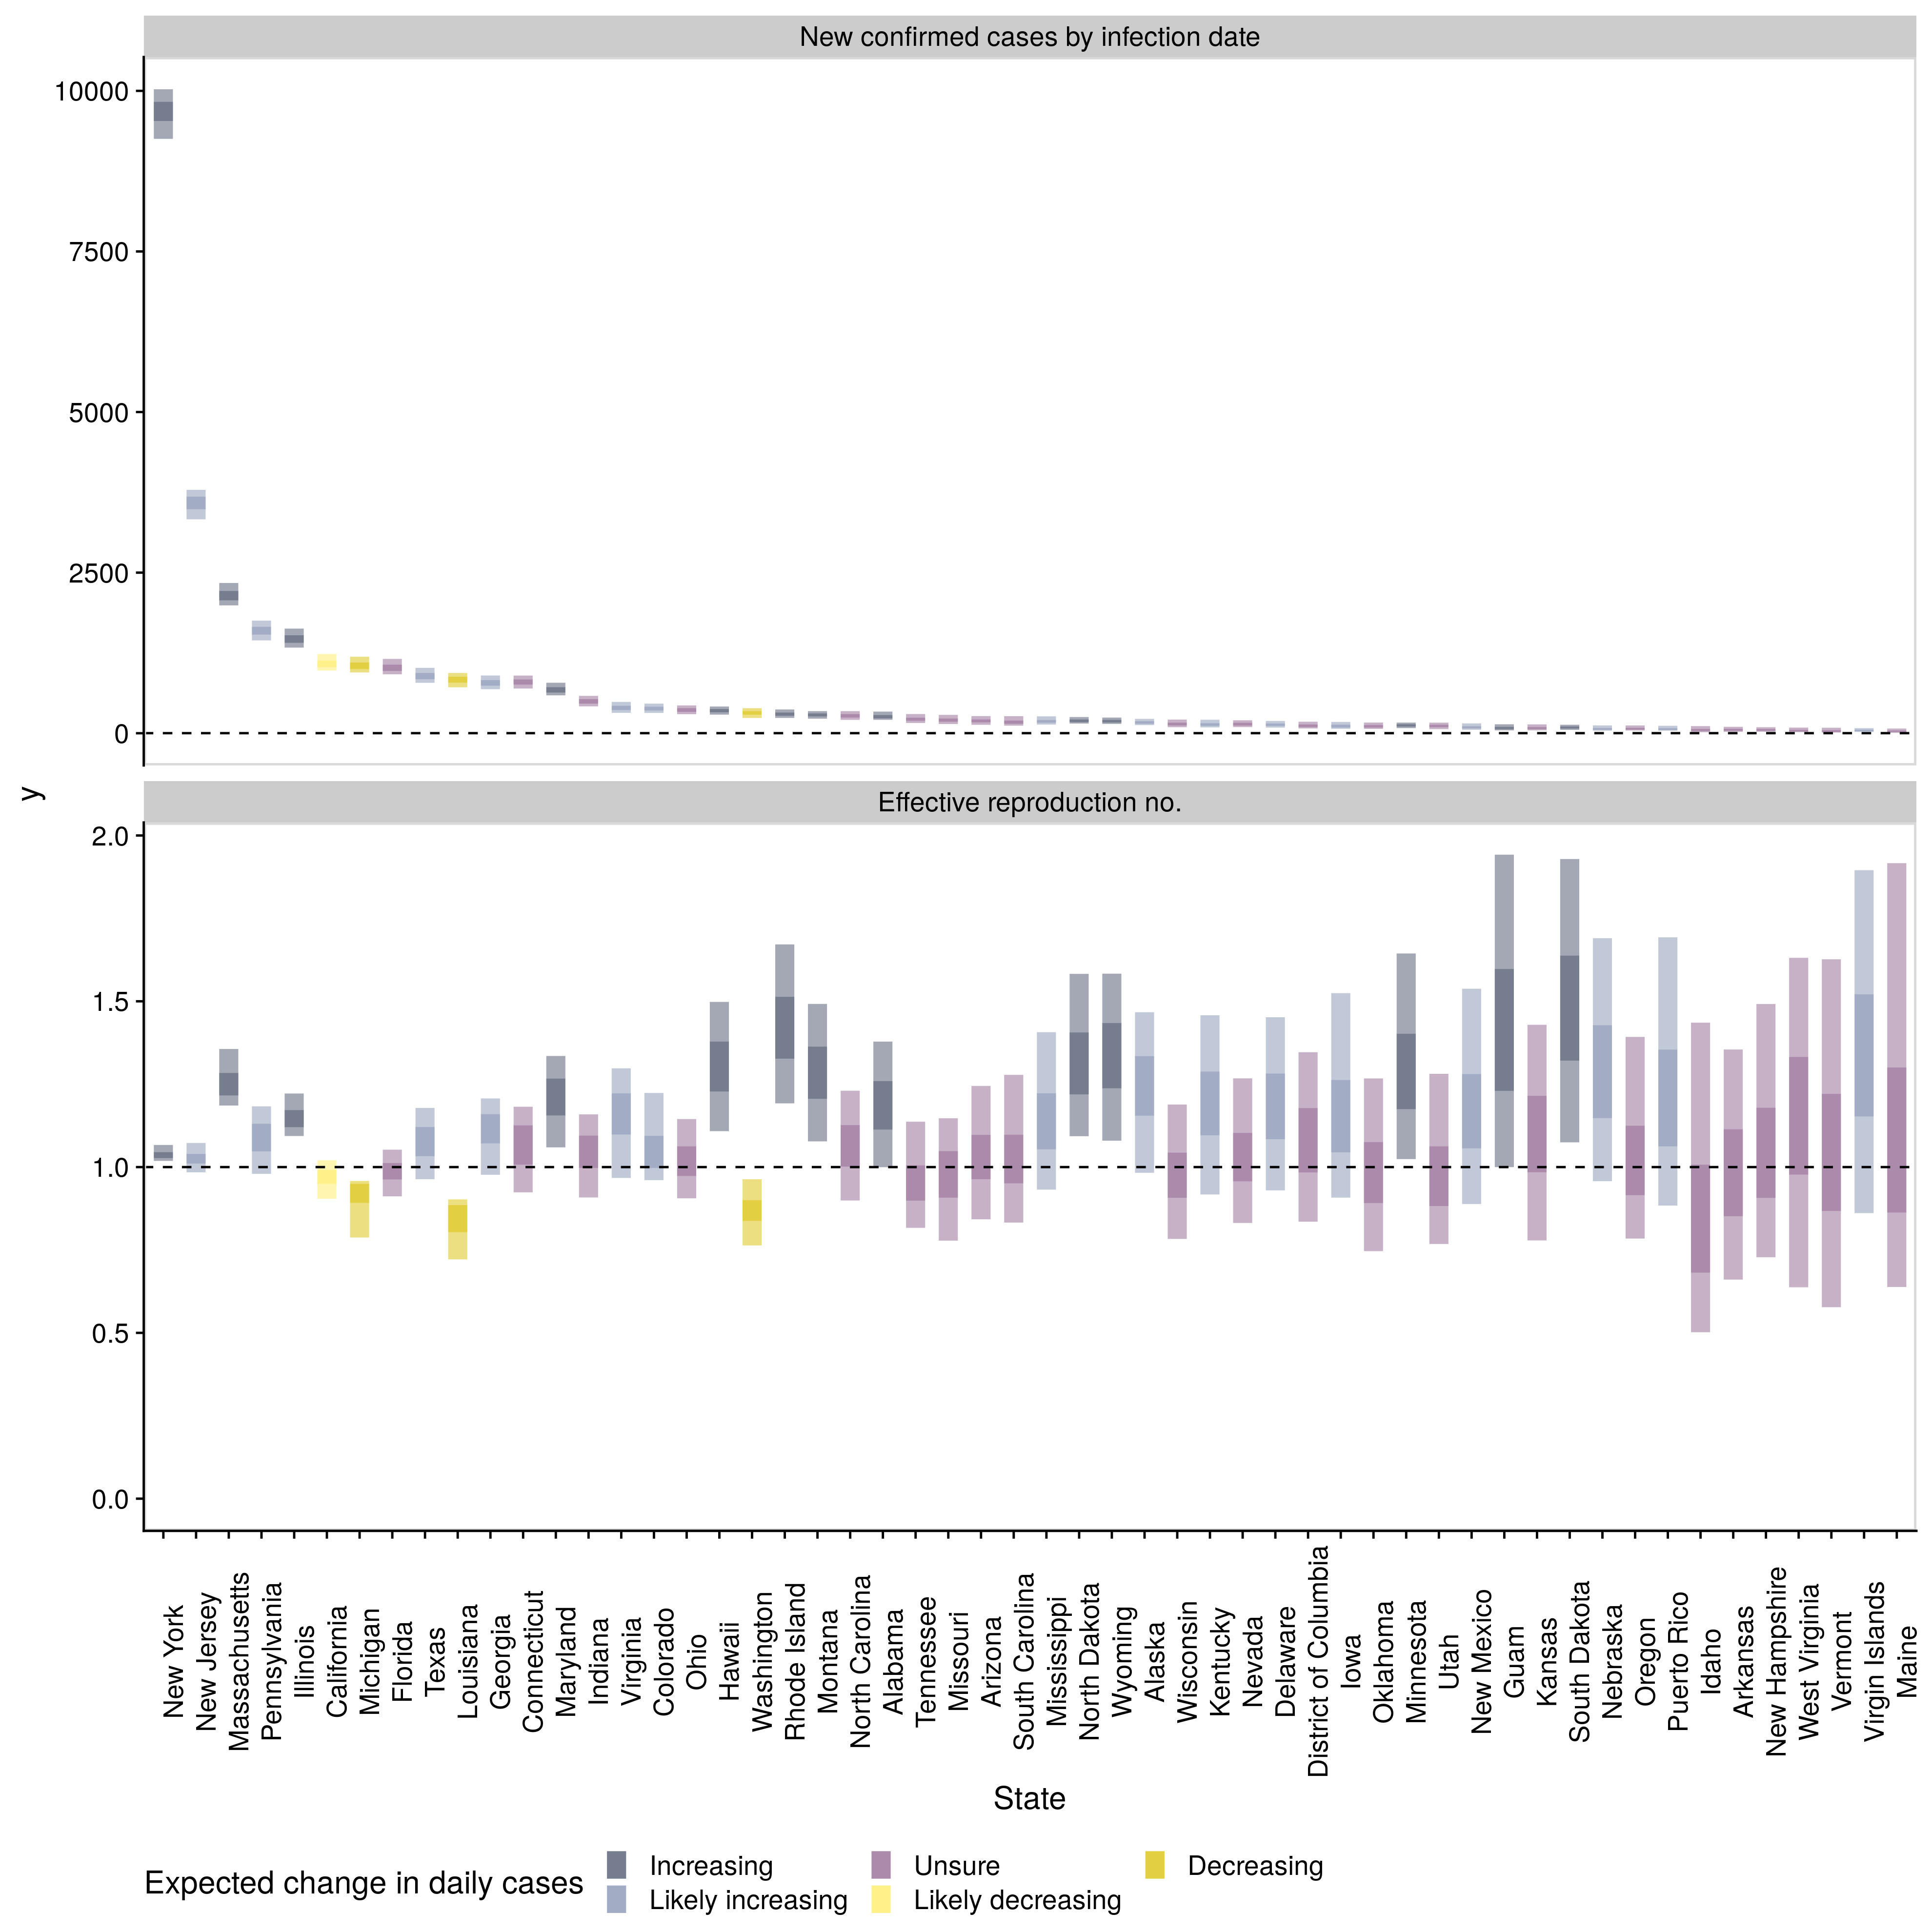 New confirmed cases by infection date
10000
7500
5000
2500
0
y
Effective reproduction no.
2.0
1.5
1.0
0.5
0.0
New York
New Jersey
Massachusetts
Pennsylvania
Illinois
California
Michigan
Florida
Texas
Louisiana
Georgia
Connecticut
Maryland
Indiana
Virginia
Colorado
Ohio
Hawaii
Washington
Rhode Island
Montana
North Carolina
Alabama
Tennessee
Missouri
Arizona
South Carolina
Mississippi
North Dakota
Wyoming
Alaska
Wisconsin
Kentucky
Nevada
Delaware
District of Columbia
Iowa
Oklahoma
Minnesota
Utah
New Mexico
Guam
Kansas
South Dakota
Nebraska
Oregon
Puerto Rico
Idaho
Arkansas
New Hampshire
West Virginia
Vermont
Virgin Islands
Maine
State
Expected change in daily cases
Increasing
Likely increasing
Unsure
Likely decreasing
Decreasing